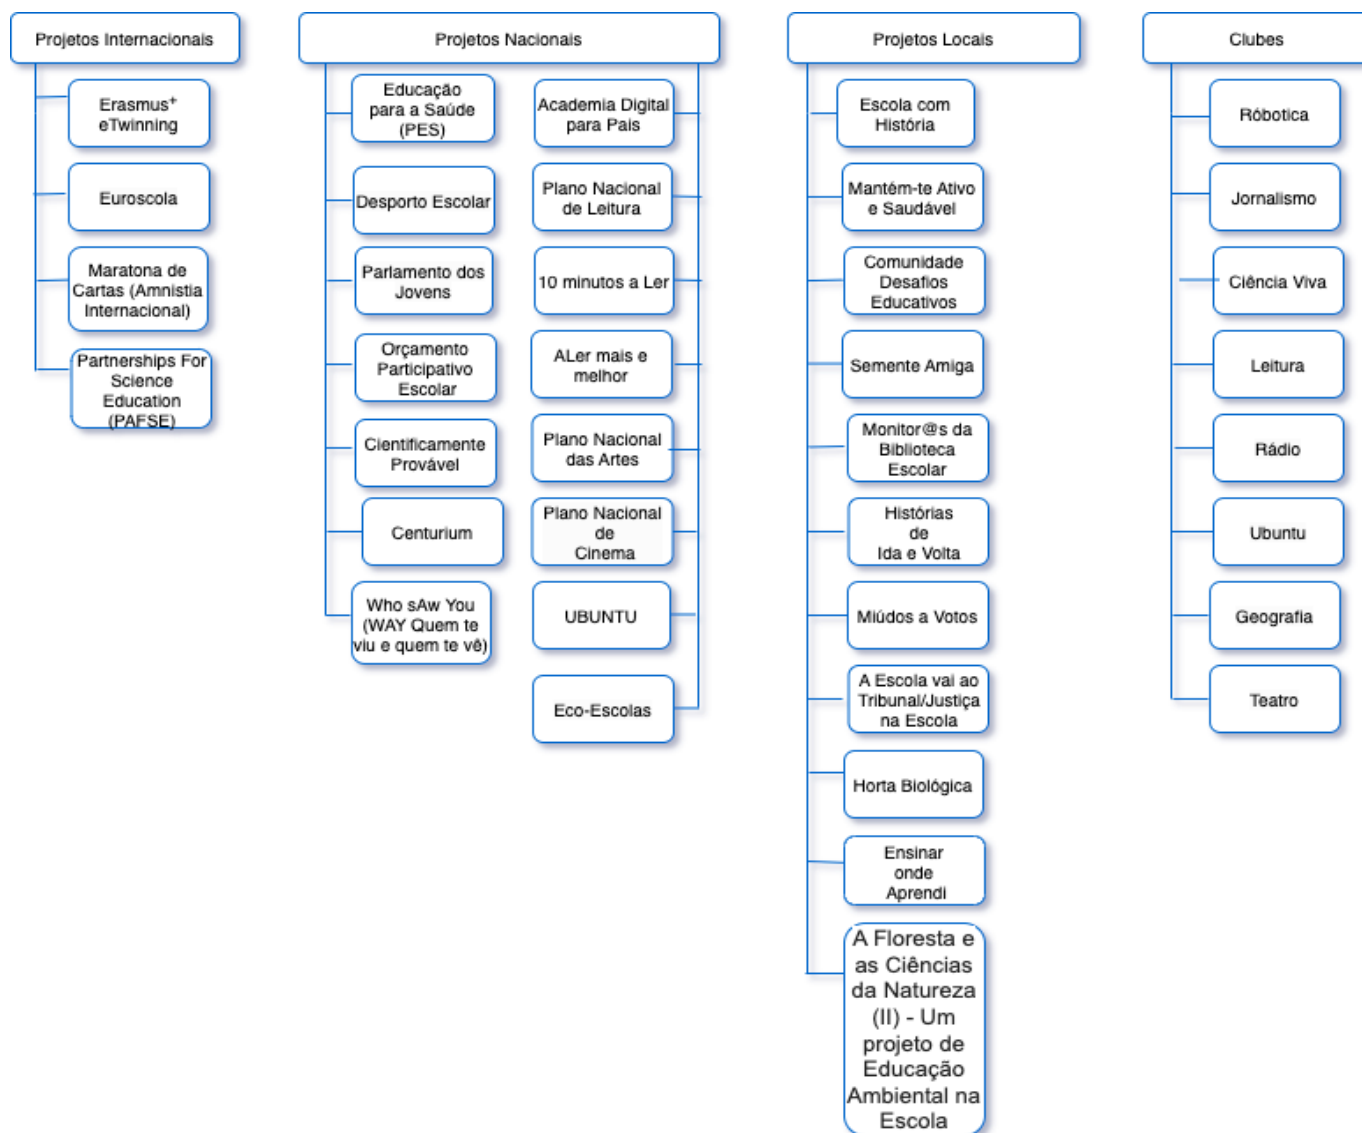 Projetos Internacionais
Erasmus+
eTwinning
Euroscola
Maratona de
Cartas (Amnistia
Internacional)
Partnerships For
Science
Education
(PAFSE)
Projetos Nacionais
Educação
para a Saúde
(PES)
Desporto Escolar
Parlamento dos
Jovens
Orçamento
Participativo
Escolar
Cientificamente
Provável
Centurium
Who sAw You
(WAY Quem te
viu e quem te vê)
Academia Digital
para Pais
Plano Nacional
de Leitura
10 minutos a Ler
ALer mais e
melhor
Plano Nacional
das Artes
Plano Nacional
de
Cinema
UBUNTU
Eco-Escolas
Projetos Locais
Escola com
História
Mantém-te Ativo
e Saudável
Comunidade
Desafios
Educativos
Semente Amiga
Monitor@s da
Biblioteca
Escolar
Histórias
de
Ida e Volta
Miúdos a Votos
A Escola vai ao
Tribunal/Justiça
na Escola
Horta Biológica
Ensinar
onde
Aprendi
A Floresta e
as Ciências
da Natureza
(II) - Um
projeto de
Educação
Ambiental na
Escola
Clubes
Róbotica
Jornalismo
Ciência Viva
Leitura
Rádio
Ubuntu
Geografia
Teatro